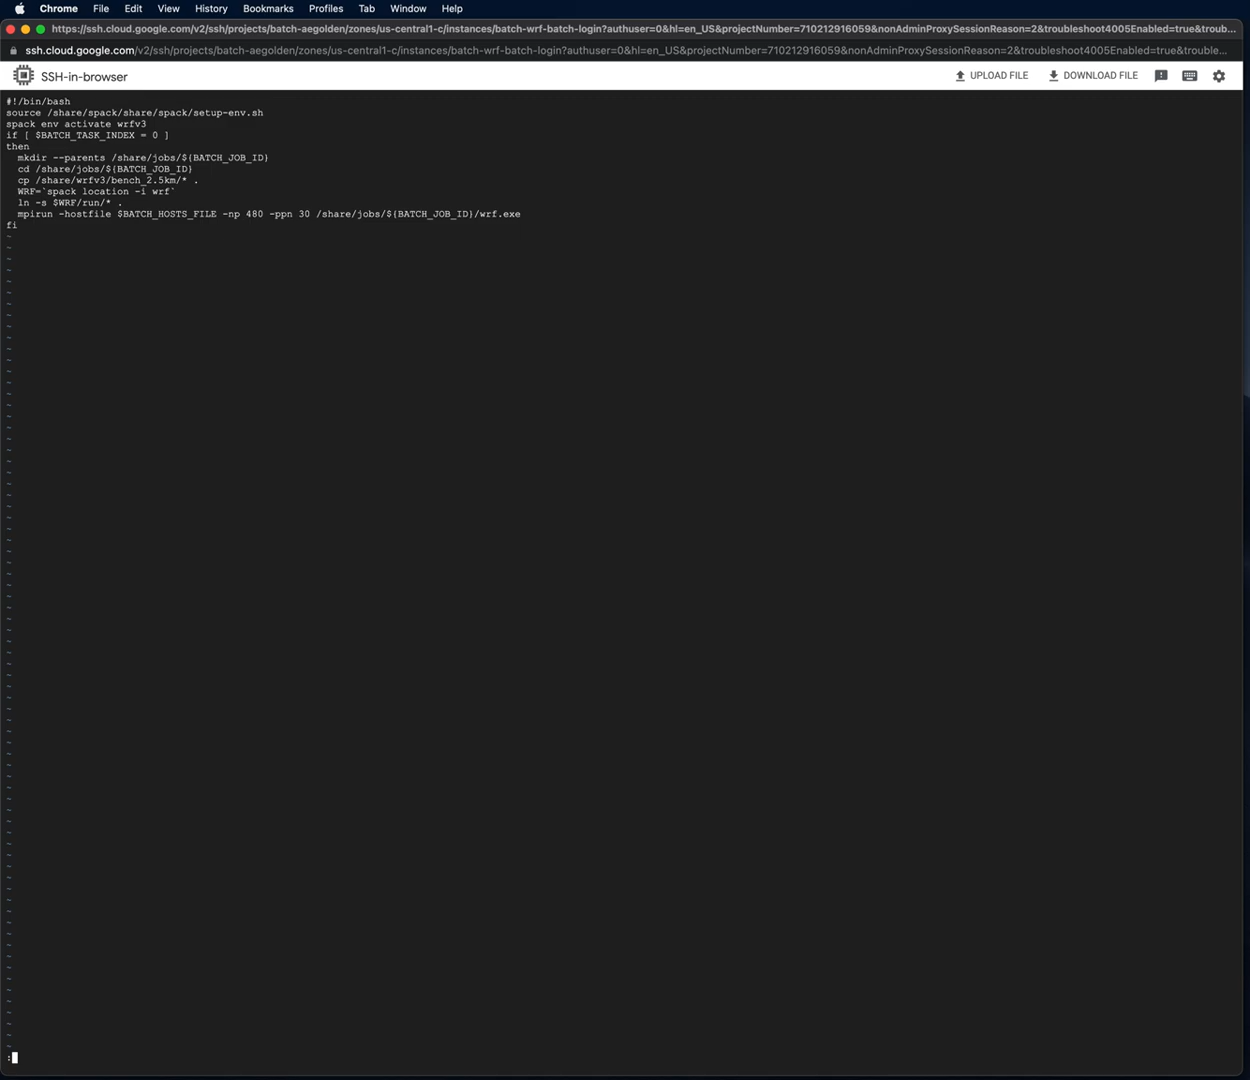 Chrome File Edit View History Bookmarks Profiles Tab Window Help
https://ssh.cloud.google.com/v2/ssh/projects/batch-aegolden/zones/us-central1-c/instances/batch-wrf-batch-login?authuser=0&hl=en_US&projectNumber=710212916059&nonAdminProxySessionReason=2&troubleshoot4005Enabled=true&troub...
ssh.cloud.google.com/v2/ssh/projects/batch-aegolden/zones/us-central1-c/instances/batch-wrf-batch-login?authuser=0&hl=en_US&projectNumber=710212916059&nonAdminProxySessionReason=2&troubleshoot4005Enabled=true&trouble...
SSH-in-browser UPLOAD FILE DOWNLOAD FILE
#!/bin/bash
source /share/spack/share/spack/setup-env.sh
spack env activate wrfv3
if [ $BATCH_TASK_INDEX = 0 ]
then
  mkdir --parents /share/jobs/${BATCH_JOB_ID}
  cd /share/jobs/${BATCH_JOB_ID}
  cp /share/wrfv3/bench_2.5km/* .
  WRF=`spack location -i wrf`
  ln -s $WRF/run/* .
  mpirun -hostfile $BATCH_HOSTS_FILE -np 480 -ppn 30 /share/jobs/${BATCH_JOB_ID}/wrf.exe
fi
: